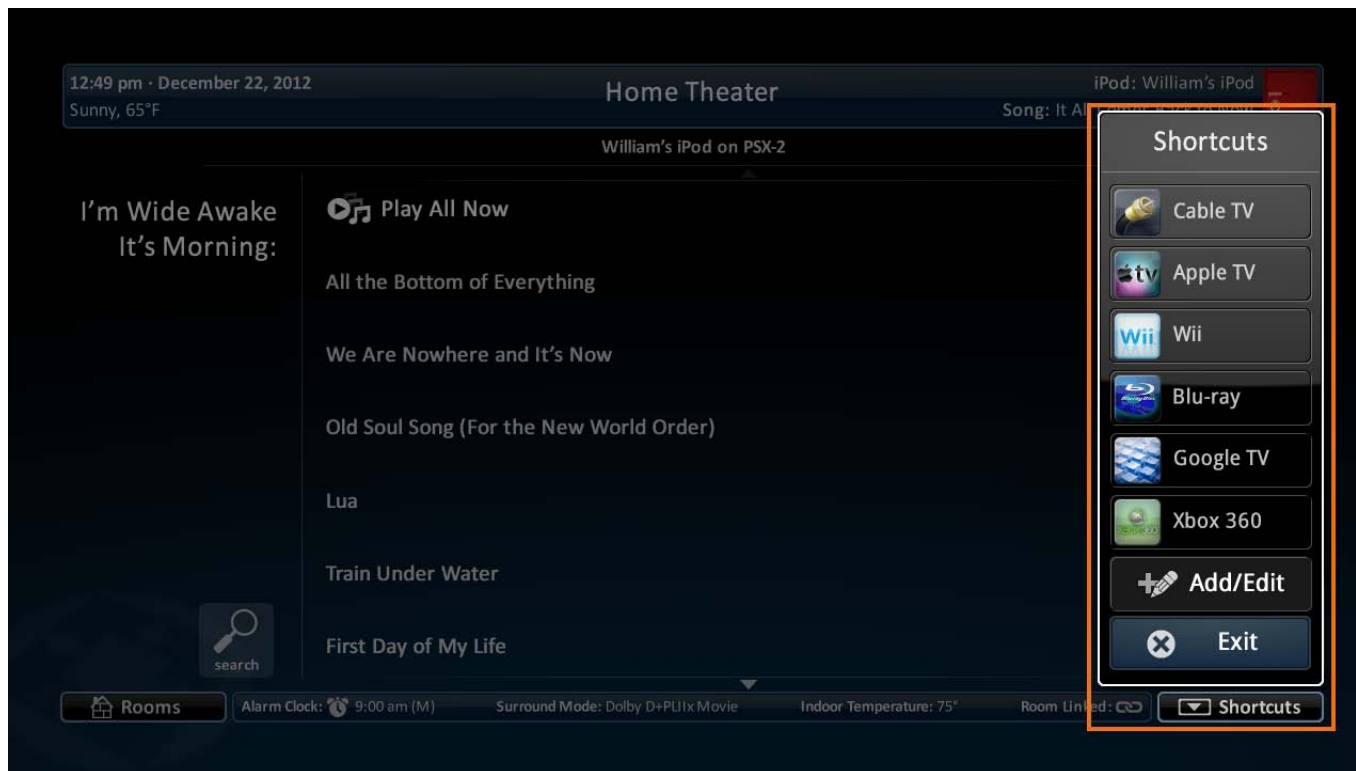 12:49 pm · December 22, 2012
Sunny, 65°F
Home Theater
iPod: William's iPod
Song: It Al
William's iPod on PSX-2
I'm Wide Awake
It's Morning:
Play All Now
All the Bottom of Everything
We Are Nowhere and It's Now
Old Soul Song (For the New World Order)
Lua
Train Under Water
First Day of My Life
search
Shortcuts
Cable TV
tv
Apple TV
Wii
Wii
Blu-ray
Google TV
Xbox 360
Add/Edit
Exit
Rooms
Alarm Clock: 9:00 am (M)
Surround Mode: Dolby D+PLIIx Movie
Indoor Temperature: 75°
Room Linked:
Shortcuts